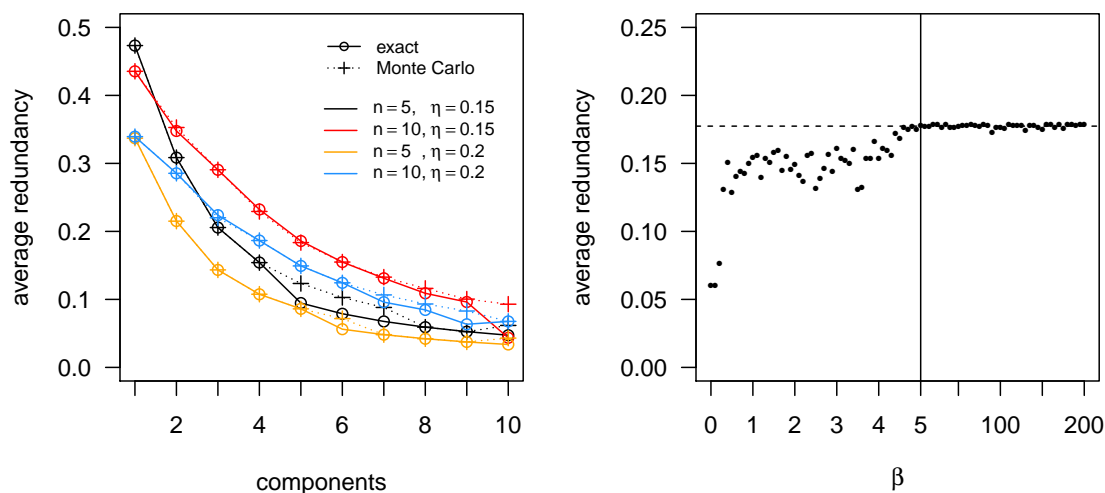 0.5
0.4
0.3
0.2
0.1
0.0
average redundancy
exact
Monte Carlo
n = 5, η = 0.15
n = 10, η = 0.15
n = 5 , η = 0.2
n = 10, η = 0.2
2 4 6 8 10
components
0.25
0.20
0.15
0.10
0.05
0.00
average redundancy
0 1 2 3 4 5 100 200
β